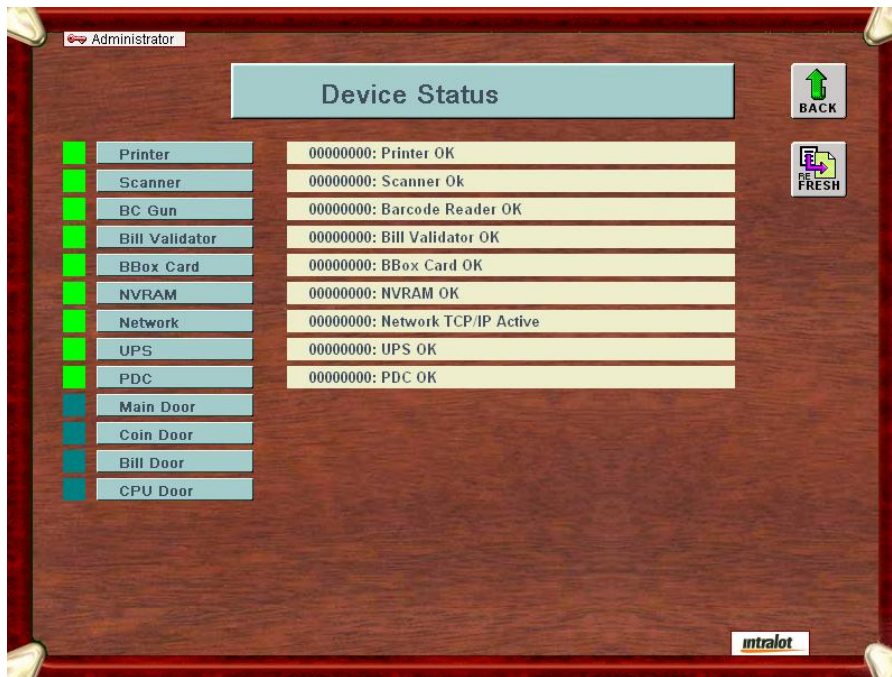 Administrator
Device Status
BACK
Printer 00000000: Printer OK
RE
FRESH
Scanner 00000000: Scanner Ok
BC Gun 00000000: Barcode Reader OK
Bill Validator 00000000: Bill Validator OK
BBox Card 00000000: BBox Card OK
NVRAM 00000000: NVRAM OK
Network 00000000: Network TCP/IP Active
UPS 00000000: UPS OK
PDC 00000000: PDC OK
Main Door
Coin Door
Bill Door
CPU Door
intralot